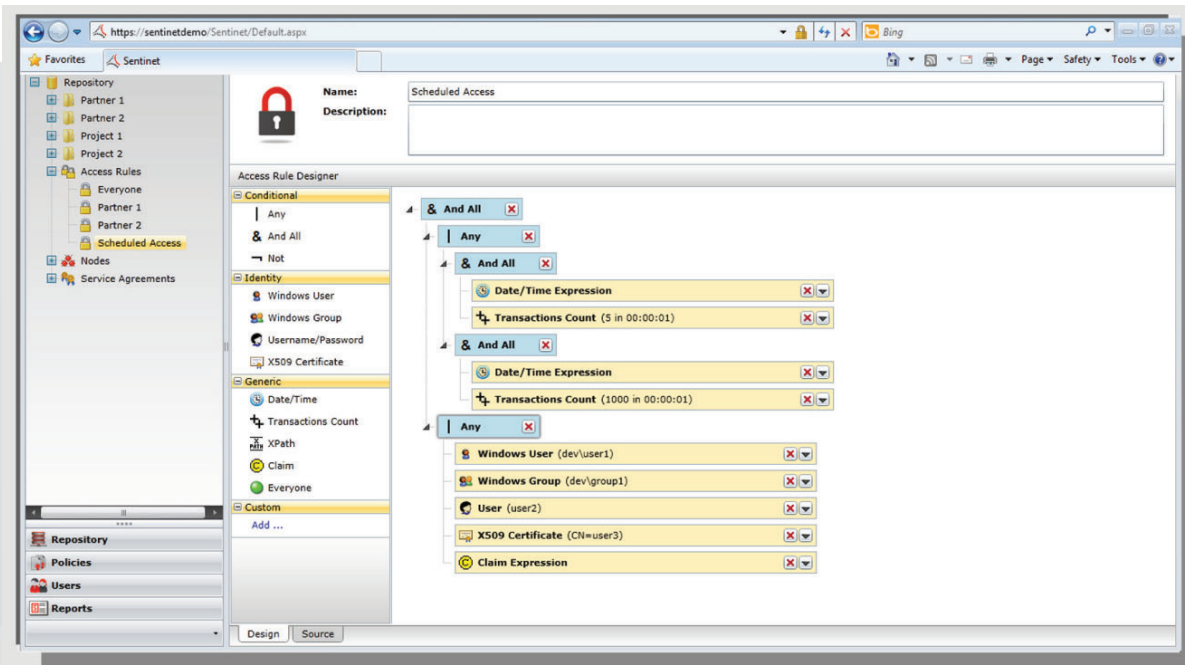 https://sentinetdemo/Sentinet/Default.aspx
Bing
Favorites
Sentinet
Page
Safety
Tools
Repository
Partner 1
Partner 2
Project 1
Project 2
Access Rules
Everyone
Partner 1
Partner 2
Scheduled Access
Nodes
Service Agreements
Repository
Policies
Users
Reports
Name:
Scheduled Access
Description:
Access Rule Designer
Conditional
| Any
& And All
¬ Not
Identity
Windows User
Windows Group
Username/Password
X509 Certificate
Generic
Date/Time
Transactions Count
XPath
Claim
Everyone
Custom
Add ...
& And All
| Any
& And All
Date/Time Expression
Transactions Count (5 in 00:00:01)
& And All
Date/Time Expression
Transactions Count (1000 in 00:00:01)
| Any
Windows User (dev\user1)
Windows Group (dev\group1)
User (user2)
X509 Certificate (CN=user3)
Claim Expression
Design
Source